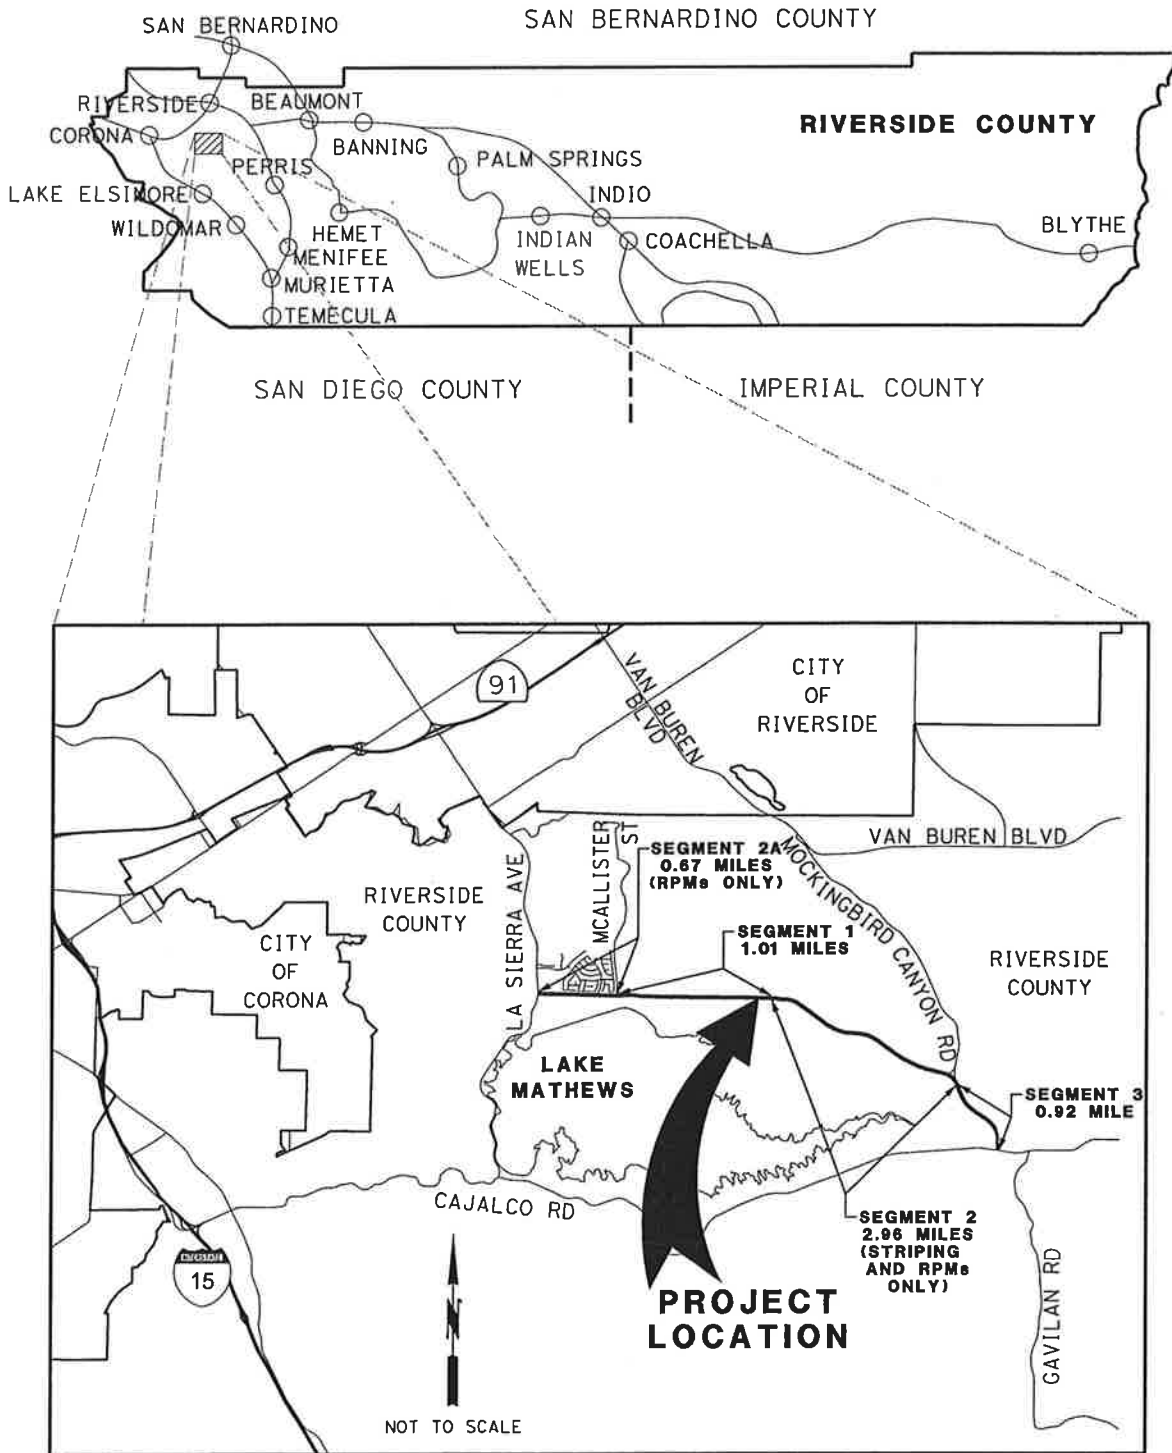 SAN BERNARDINO COUNTY
SAN BERNARDINO
RIVERSIDE
BEAUMONT
CORONA
BANNING
RIVERSIDE COUNTY
PERRIS
PALM SPRINGS
LAKE ELSINORE
INDIO
WILDOMAR
HEMET
INDIAN
WELLS
COACHELLA
BLYTHE
MENIFEE
MURIETTA
TEMECULA
SAN DIEGO COUNTY
IMPERIAL COUNTY
91
VAN BUREN
BLVD
CITY
OF
RIVERSIDE
VAN BUREN BLVD
MCALLISTER
ST
SEGMENT 2A
0.67 MILES
(RPMs ONLY)
MOCKINGBIRD CANYON RD
RIVERSIDE
COUNTY
LA SIERRA AVE
SEGMENT 1
1.01 MILES
CITY
OF
CORONA
RIVERSIDE
COUNTY
LAKE
MATHEWS
SEGMENT 3
0.92 MILE
CAJALCO RD
SEGMENT 2
2.96 MILES
(STRIPING
AND RPMs
ONLY)
15
N
PROJECT
LOCATION
GAVILAN RD
NOT TO SCALE